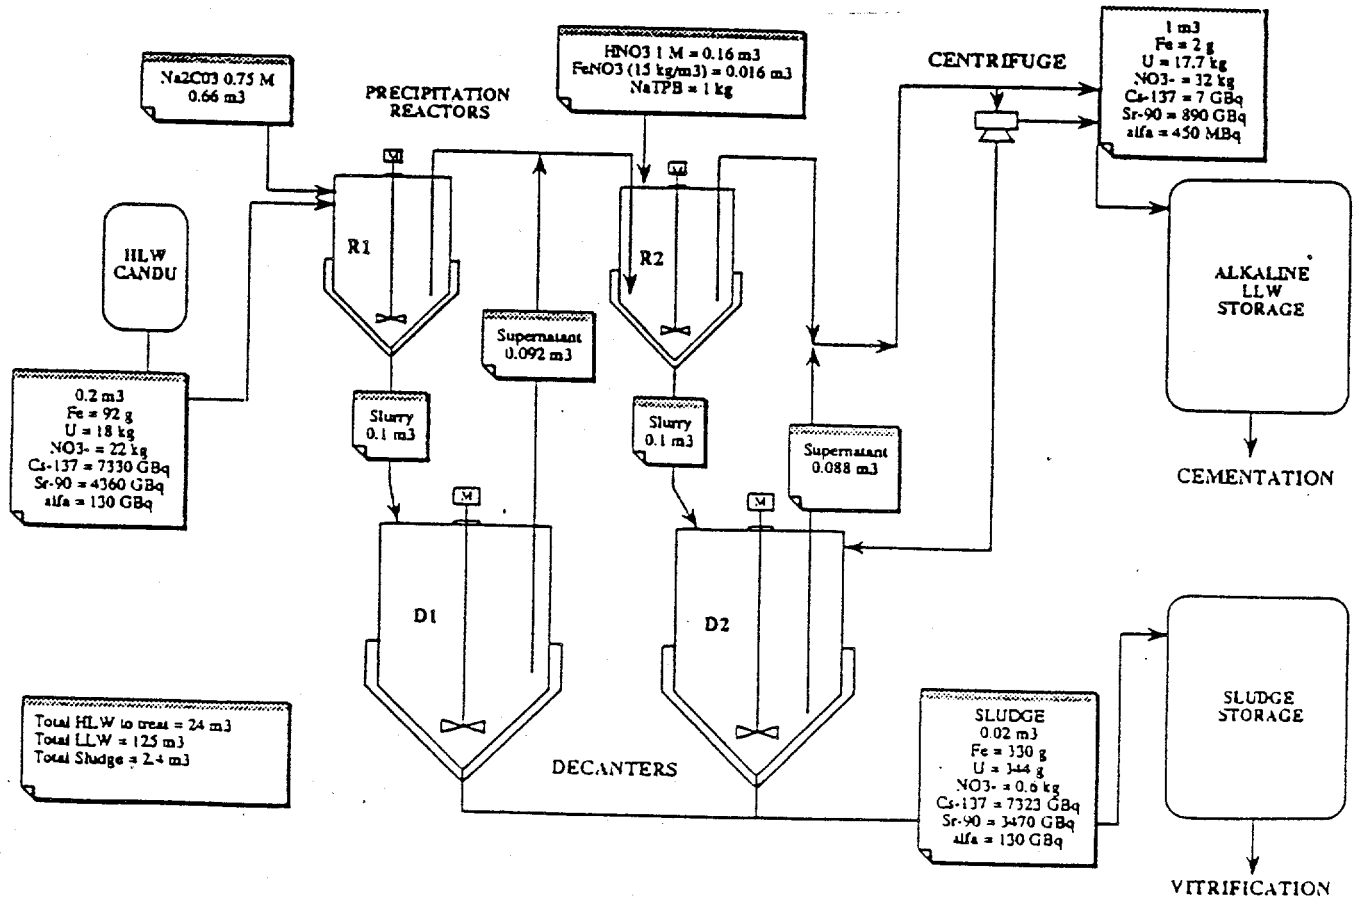 Na2CO3 0.75 M
0.66 m3
PRECIPITATION
REACTORS
HNO3 1 M = 0.16 m3
FeNO3 (15 kg/m3) = 0.016 m3
NaTPB = 1 kg
CENTRIFUGE
1 m3
Fe = 2 g
U = 17.7 kg
NO3- = 32 kg
Cs-137 = 7 GBq
Sr-90 = 890 GBq
alfa = 450 MBq
M
M
R1
R2
HLW
CANDU
ALKALINE
LLW
STORAGE
Supernatant
0.092 m3
0.2 m3
Fe = 92 g
U = 18 kg
NO3- = 22 kg
Cs-137 = 7330 GBq
Sr-90 = 4360 GBq
alfa = 130 GBq
Slurry
0.1 m3
Slurry
0.1 m3
Supernatant
0.088 m3
CEMENTATION
M
M
D1
D2
Total HLW to treat = 24 m3
Total LLW = 125 m3
Total Sludge = 2.4 m3
DECANTERS
SLUDGE
0.02 m3
Fe = 330 g
U = 344 g
NO3- = 0.6 kg
Cs-137 = 7323 GBq
Sr-90 = 3470 GBq
alfa = 130 GBq
SLUDGE
STORAGE
VITRIFICATION